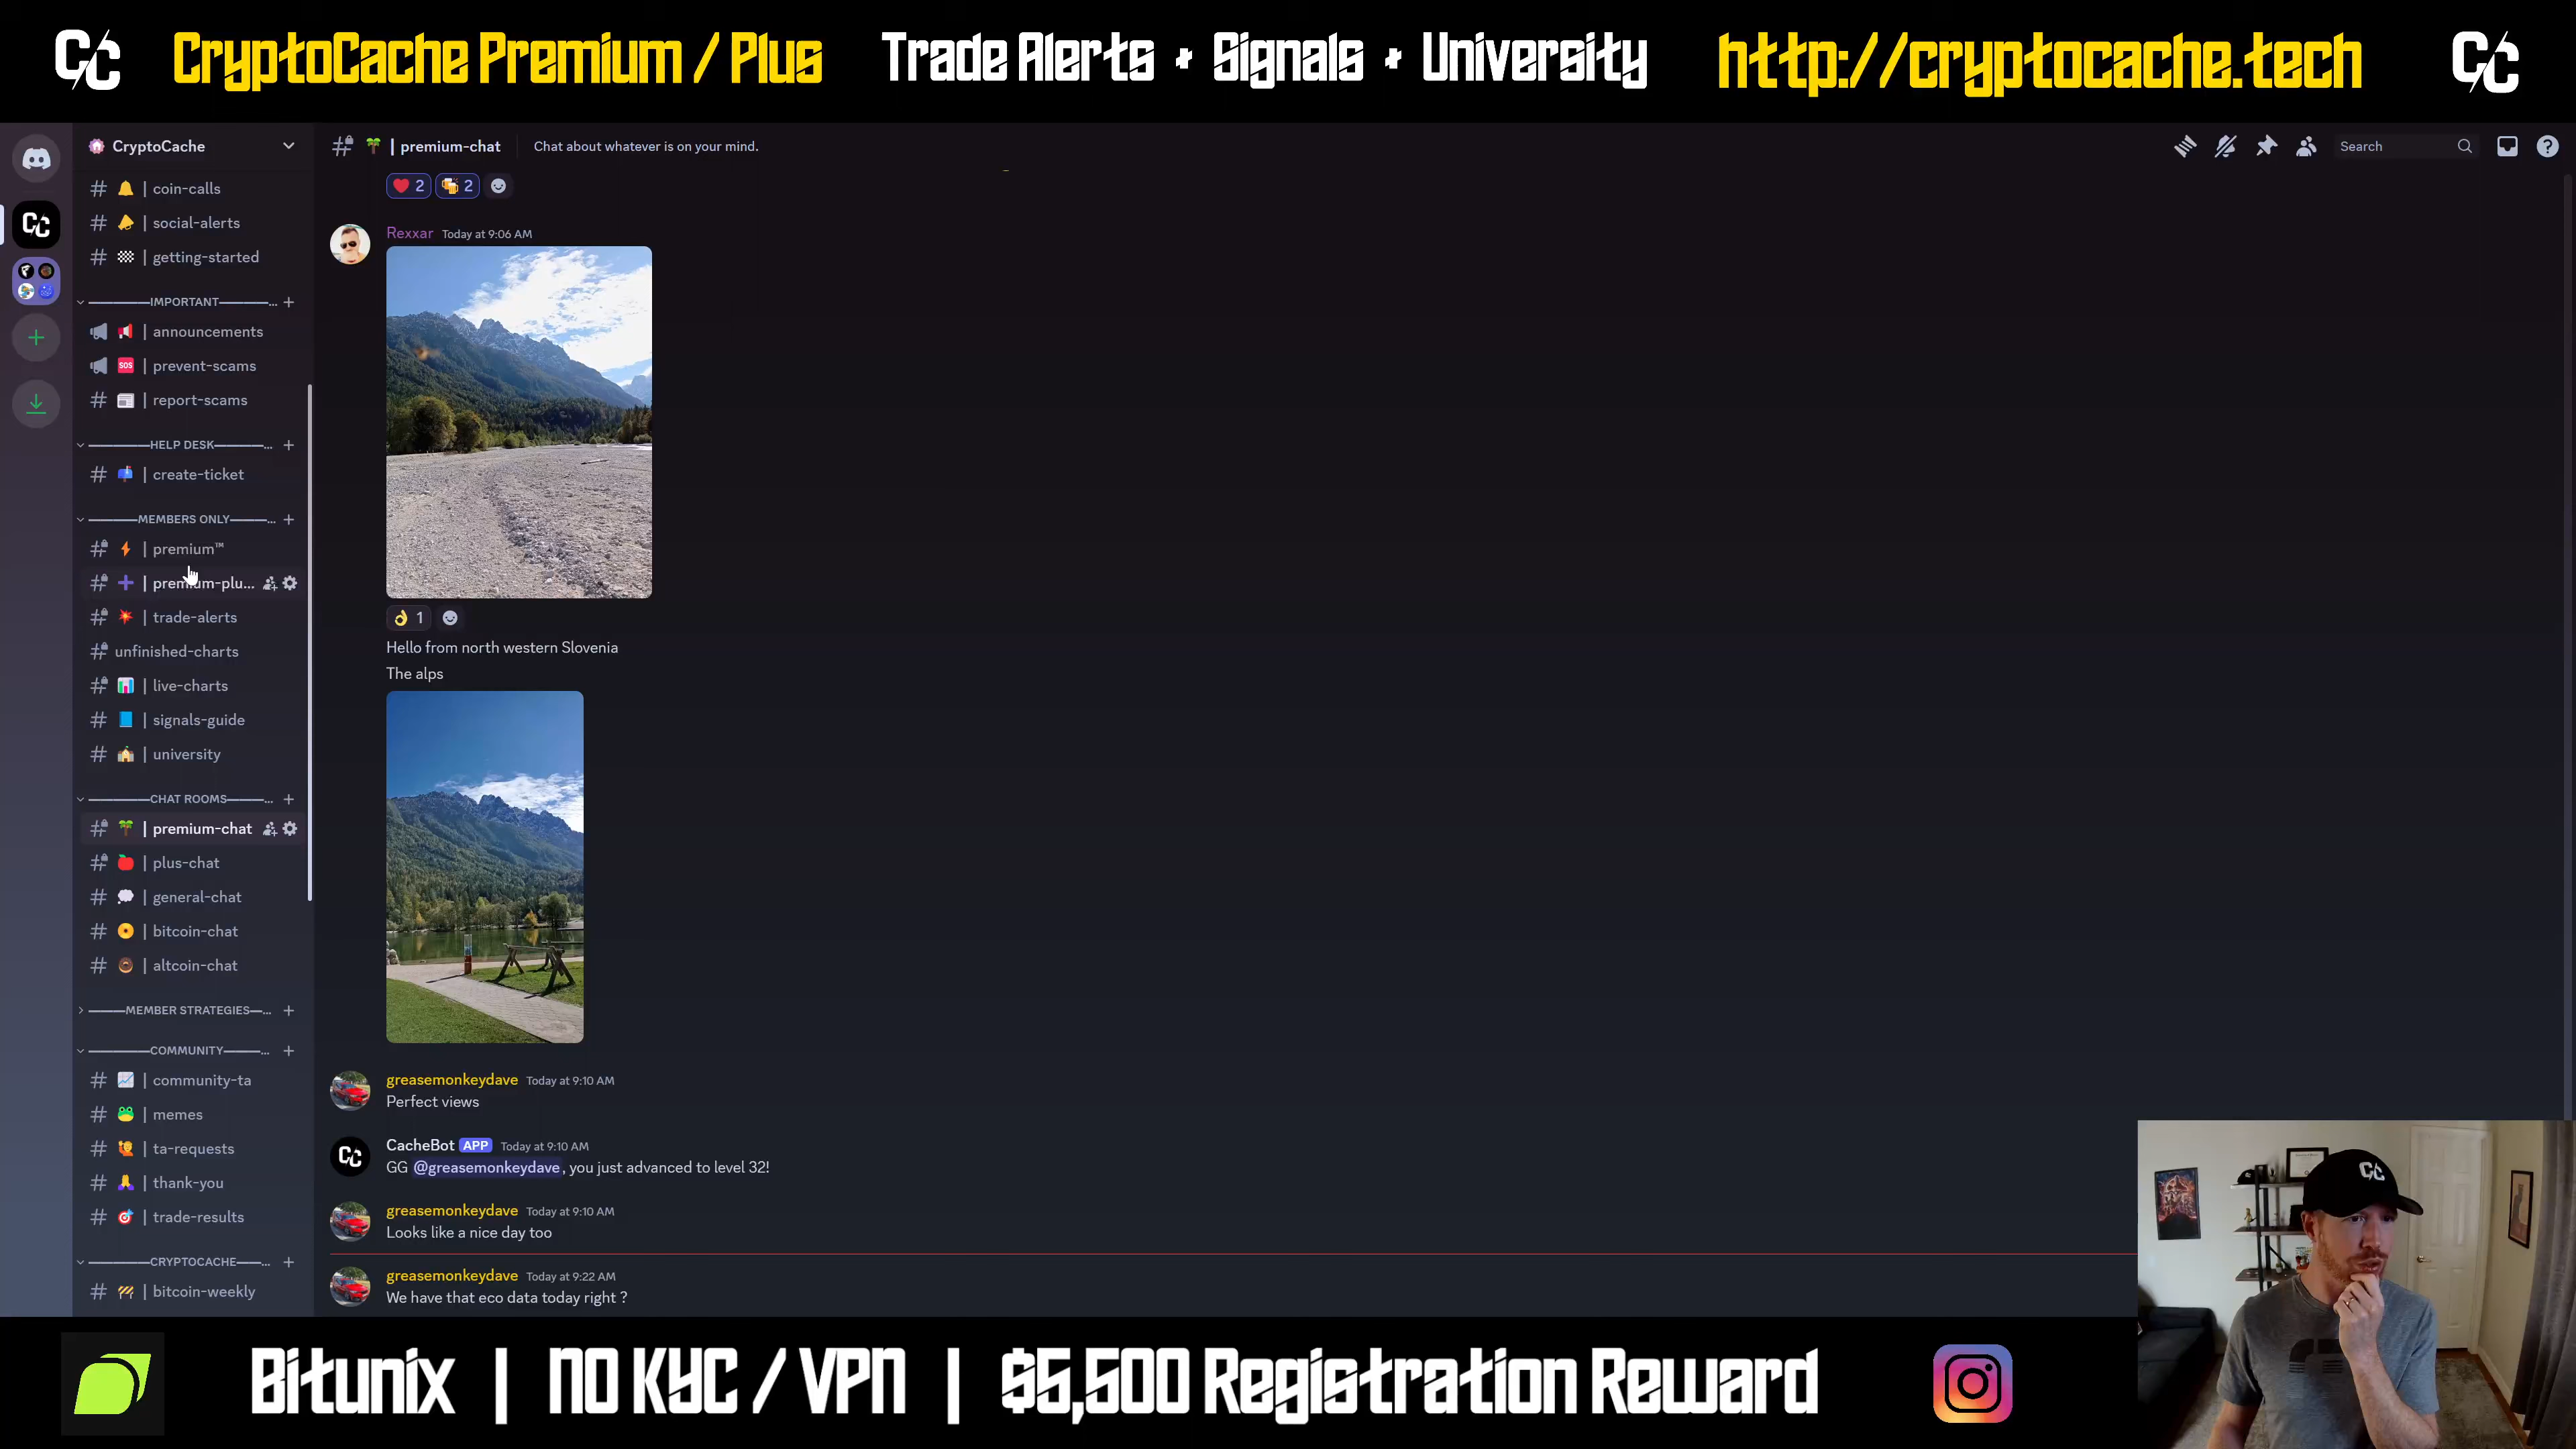 CC
CryptoCache Premium / Plus
Trade Alerts + Signals + University
http://cryptocache.tech
CC
CryptoCache
| coin-calls
| social-alerts
| getting-started
IMPORTANT
| announcements
SOS | prevent-scams
| report-scams
HELP DESK
| create-ticket
MEMBERS ONLY
| premium™
| premium-plu...
| trade-alerts
unfinished-charts
| live-charts
| signals-guide
| university
CHAT ROOMS
| premium-chat
| plus-chat
| general-chat
| bitcoin-chat
| altcoin-chat
MEMBER STRATEGIES
COMMUNITY
| community-ta
| memes
| ta-requests
| thank-you
| trade-results
CRYPTOCACHE
| bitcoin-weekly
| premium-chat
Chat about whatever is on your mind.
Search
2 2
Rexxar Today at 9:06 AM
1
Hello from north western Slovenia
The alps
greasemonkeydave Today at 9:10 AM
Perfect views
CacheBot APP Today at 9:10 AM
GG @greasemonkeydave, you just advanced to level 32!
greasemonkeydave Today at 9:10 AM
Looks like a nice day too
greasemonkeydave Today at 9:22 AM
We have that eco data today right ?
CC
Bitunix | NO KYC / VPN | $5,500 Registration Reward